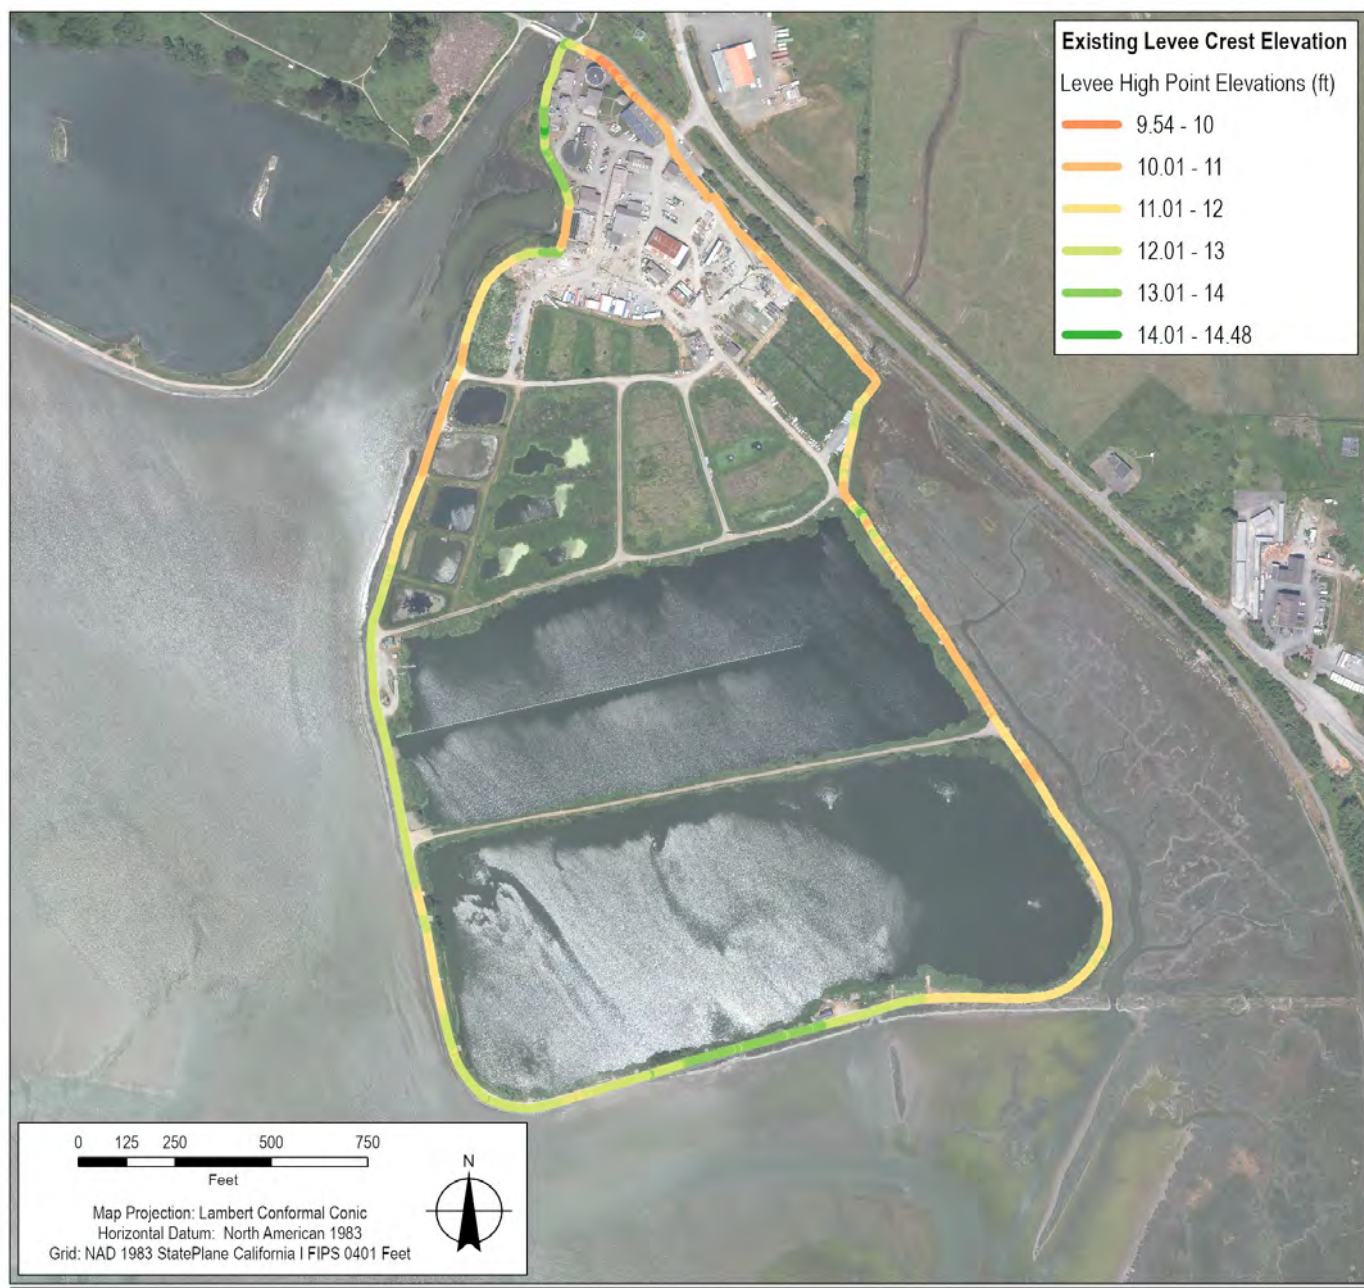 Existing Levee Crest Elevation
Levee High Point Elevations (ft)
9.54 - 10
10.01 - 11
11.01 - 12
12.01 - 13
13.01 - 14
14.01 - 14.48
0 125 250 500 750
Feet
N
Map Projection: Lambert Conformal Conic
Horizontal Datum: North American 1983
Grid: NAD 1983 StatePlane California I FIPS 0401 Feet